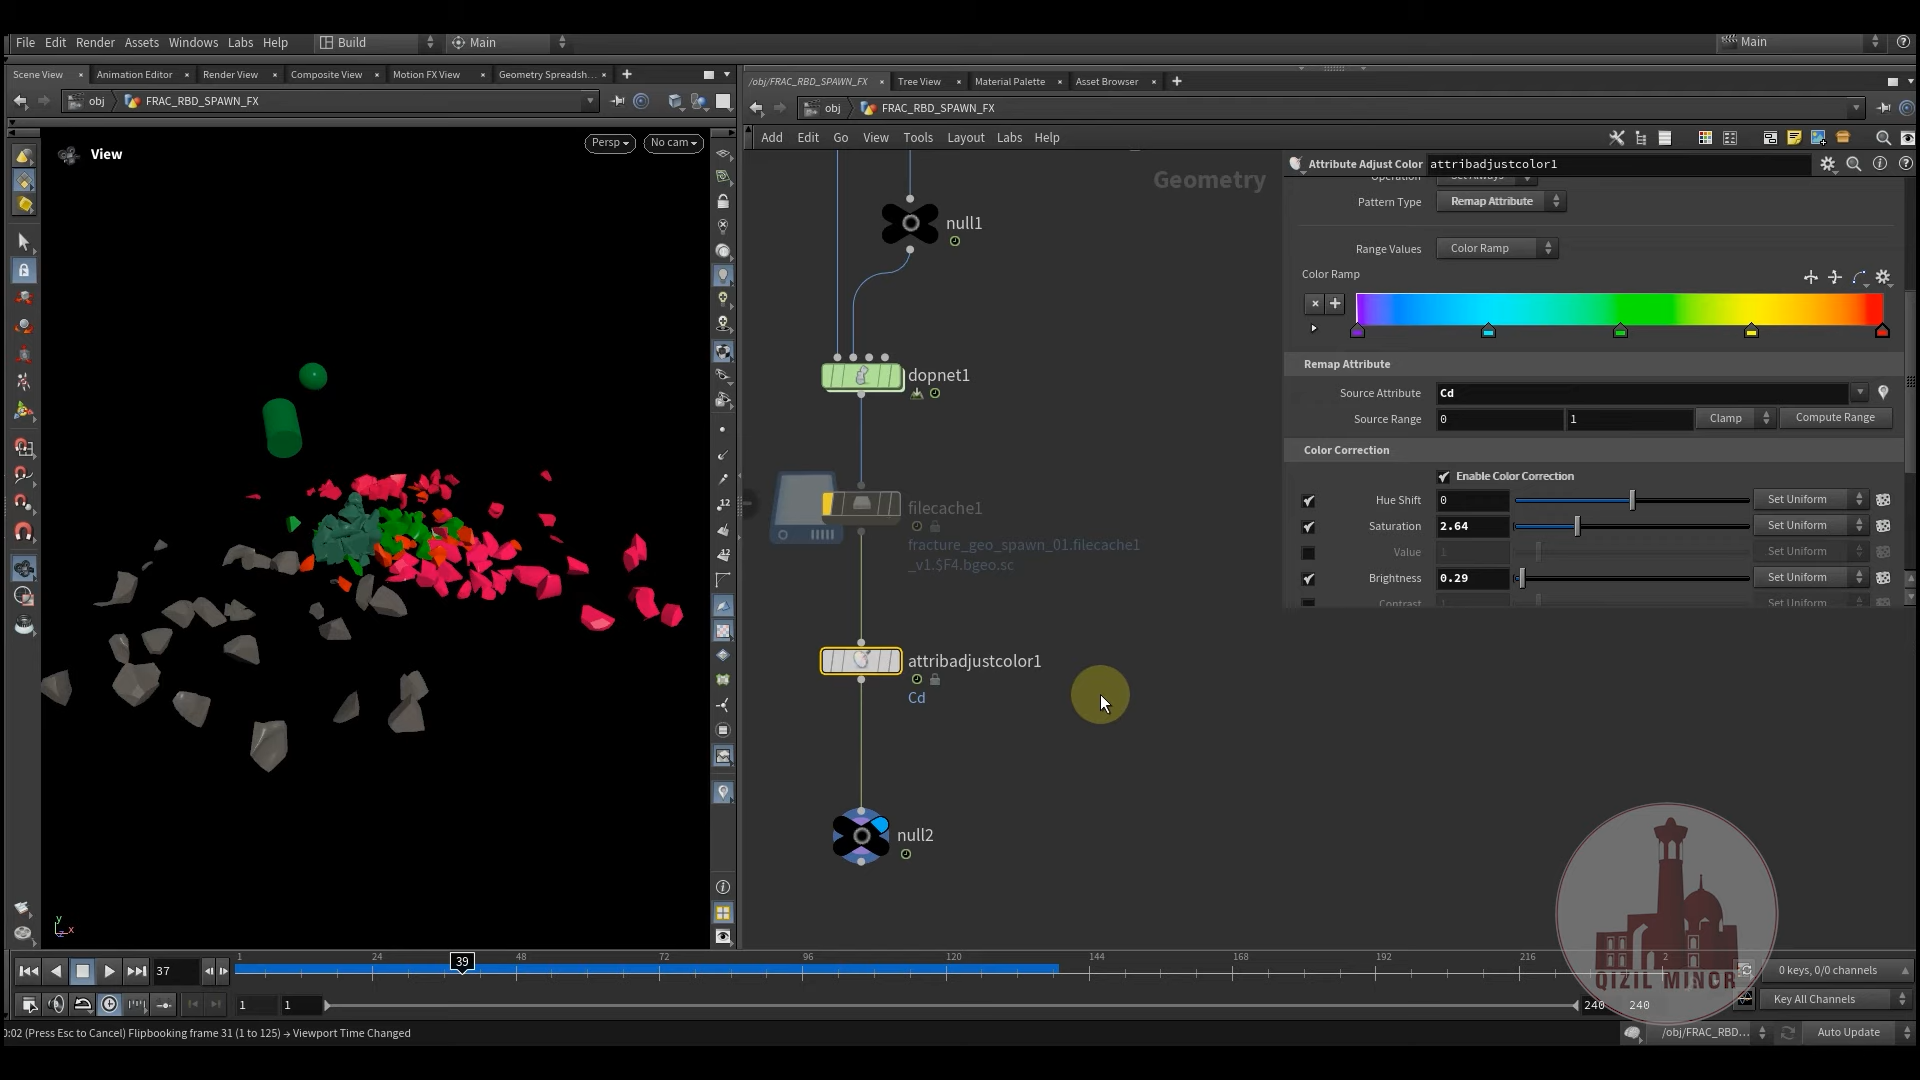 File Edit Render Assets Windows Labs Help Build Main Main
Scene View Animation Editor Render View Composite View Motion FX View Geometry Spreadsh...
obj FRAC_RBD_SPAWN_FX
View
Persp No cam
/obj/FRAC_RBD_SPAWN_FX Tree View Material Palette Asset Browser
obj FRAC_RBD_SPAWN_FX
Add Edit Go View Tools Layout Labs Help
Geometry
null1
dopnet1
filecache1
fracture_geo_spawn_01.filecache1
_v1.$F4.bgeo.sc
attribadjustcolor1
Cd
null2
Attribute Adjust Color attribadjustcolor1
Operation Set Always
Pattern Type Remap Attribute
Range Values Color Ramp
Color Ramp
Remap Attribute
Source Attribute Cd
Source Range 0 1 Clamp Compute Range
Color Correction
Enable Color Correction
Hue Shift 0 Set Uniform
Saturation 2.64 Set Uniform
Value 1 Set Uniform
Brightness 0.29 Set Uniform
Contrast 1 Set Uniform
QIZIL MINOR
y
z x
37 1 24 39 48 72 96 120 144 168 192 216 2
0 keys, 0/0 channels
1 1 240 240 Key All Channels
0:02 (Press Esc to Cancel) Flipbooking frame 31 (1 to 125) → Viewport Time Changed
/obj/FRAC_RBD... Auto Update